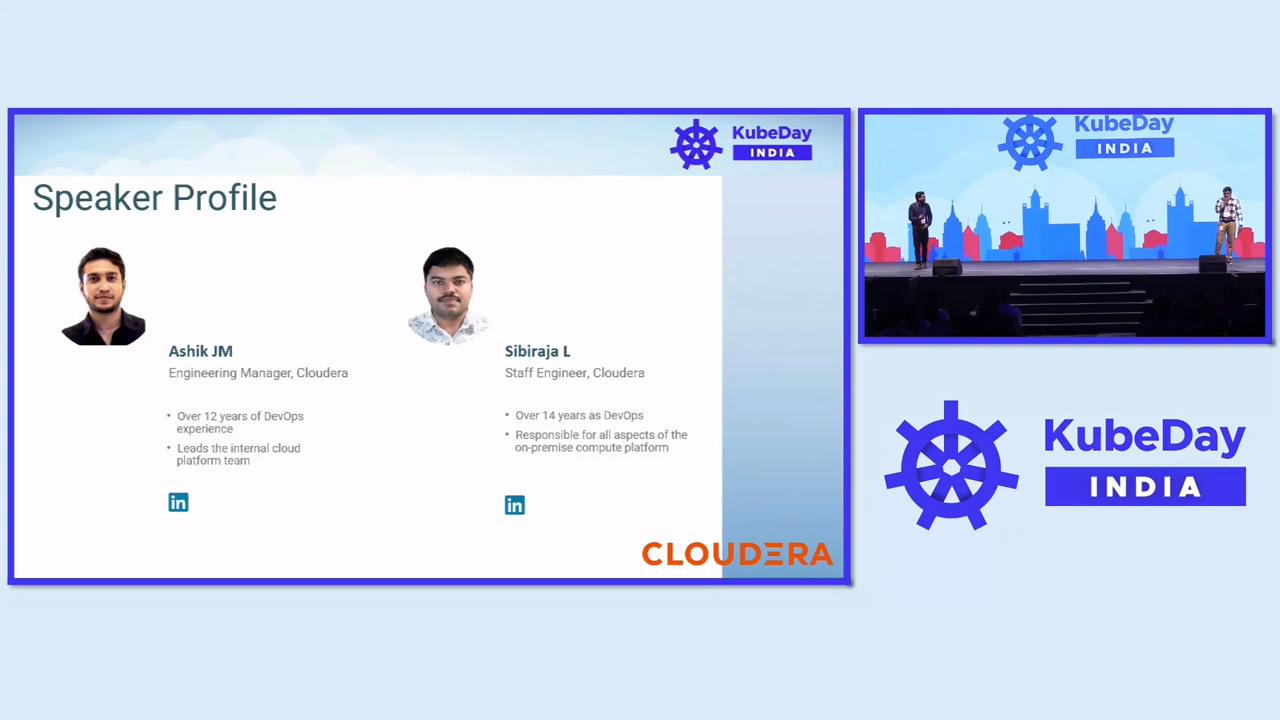 KubeDay
INDIA
Speaker Profile
Ashik JM
Engineering Manager, Cloudera
• Over 12 years of DevOps
experience
• Leads the internal cloud
platform team
in
Sibiraja L
Staff Engineer, Cloudera
• Over 14 years as DevOps
• Responsible for all aspects of the
on-premise compute platform
in
CLOUDERA
KubeDay
INDIA
KubeDay
INDIA